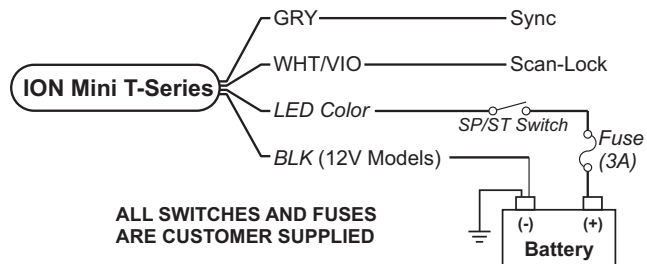 GRY Sync
WHT/VIO Scan-Lock
ION Mini T-Series
LED Color
SP/ST Switch
Fuse
(3A)
BLK (12V Models)
ALL SWITCHES AND FUSES
ARE CUSTOMER SUPPLIED
(-) (+)
Battery